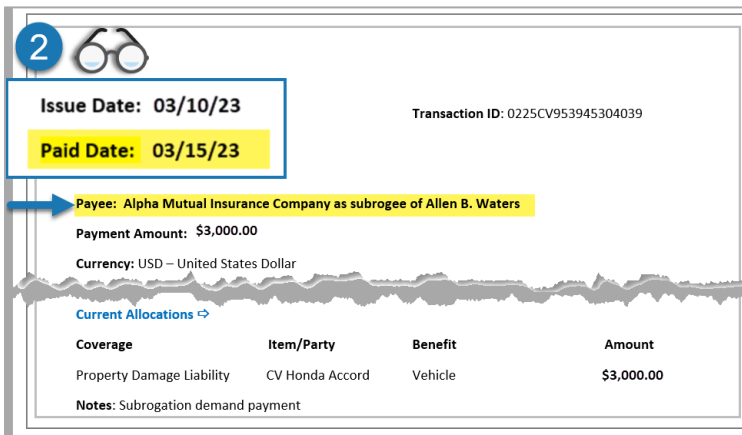 2
Issue Date: 03/10/23
Transaction ID: 0225CV953945304039
Paid Date: 03/15/23
Payee: Alpha Mutual Insurance Company as subrogee of Allen B. Waters
Payment Amount: $3,000.00
Currency: USD – United States Dollar
Current Allocations ⇨
Coverage Item/Party Benefit Amount
Property Damage Liability CV Honda Accord Vehicle $3,000.00
Notes: Subrogation demand payment